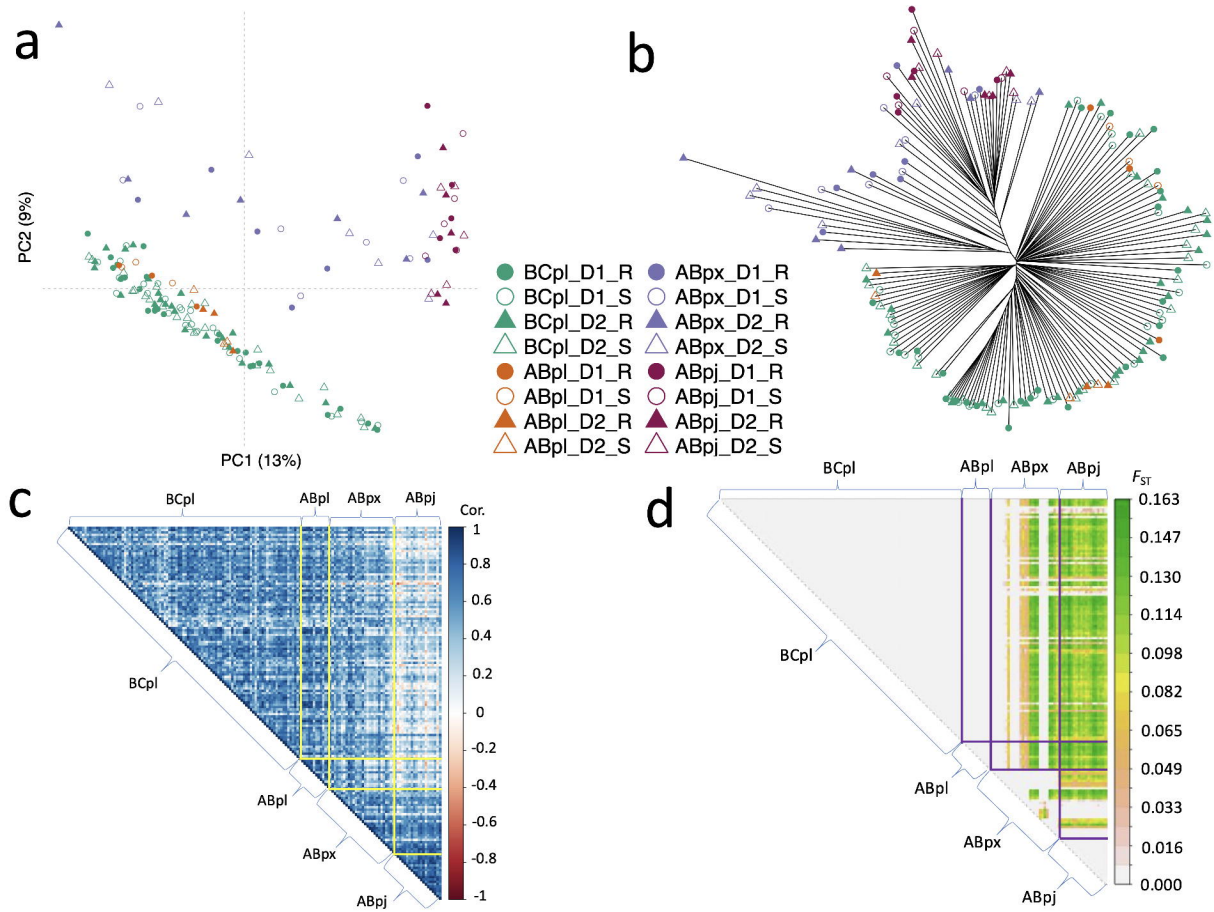 a
PC2 (9%)
PC1 (13%)
b
BCpl_D1_R
BCpl_D1_S
BCpl_D2_R
BCpl_D2_S
ABpl_D1_R
ABpl_D1_S
ABpl_D2_R
ABpl_D2_S
ABpx_D1_R
ABpx_D1_S
ABpx_D2_R
ABpx_D2_S
ABpj_D1_R
ABpj_D1_S
ABpj_D2_R
ABpj_D2_S
c
BCpl ABpl ABpx ABpj
Cor.
1
0.8
0.6
0.4
0.2
0
-0.2
-0.4
-0.6
-0.8
-1
BCpl
ABpl
ABpx
ABpj
d
BCpl ABpl ABpx ABpj
FST
0.163
0.147
0.130
0.114
0.098
0.082
0.065
0.049
0.033
0.016
0.000
BCpl
ABpl
ABpx
ABpj